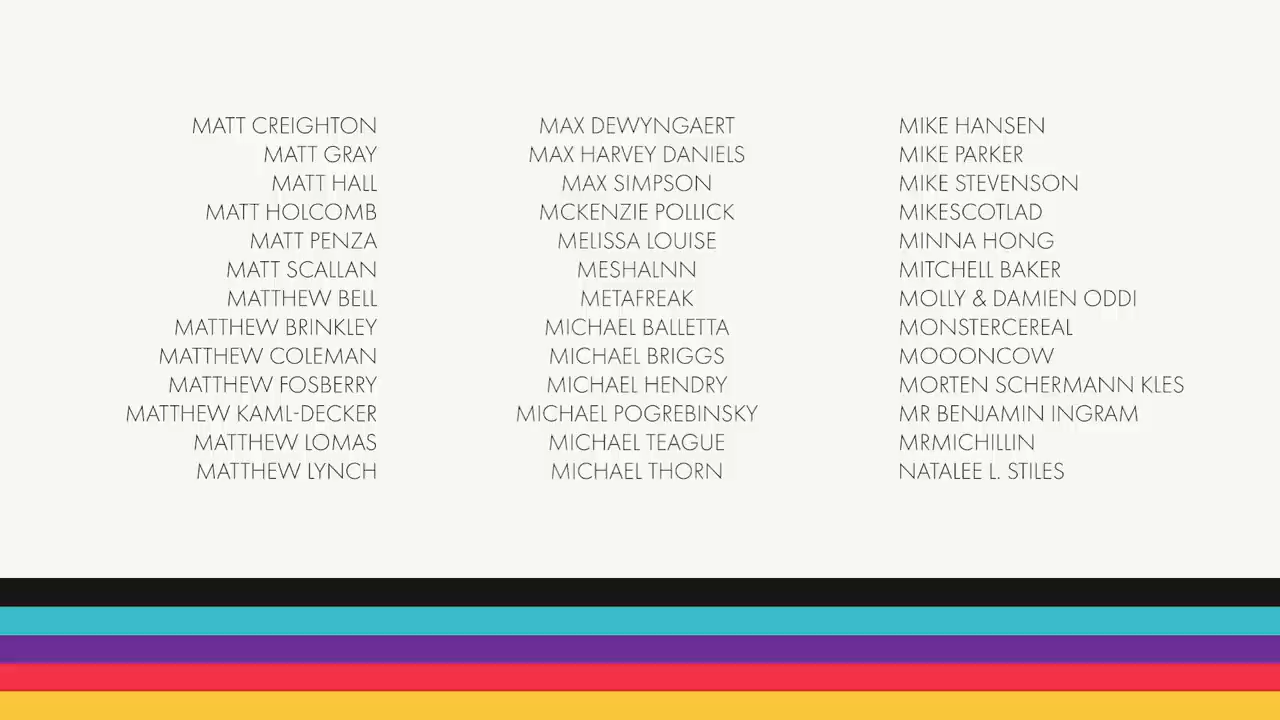 MATT CREIGHTON
MATT GRAY
MATT HALL
MATT HOLCOMB
MATT PENZA
MATT SCALLAN
MATTHEW BELL
MATTHEW BRINKLEY
MATTHEW COLEMAN
MATTHEW FOSBERRY
MATTHEW KAML-DECKER
MATTHEW LOMAS
MATTHEW LYNCH
MAX DEWYNGAERT
MAX HARVEY DANIELS
MAX SIMPSON
MCKENZIE POLLICK
MELISSA LOUISE
MESHALNN
METAFREAK
MICHAEL BALLETTA
MICHAEL BRIGGS
MICHAEL HENDRY
MICHAEL POGREBINSKY
MICHAEL TEAGUE
MICHAEL THORN
MIKE HANSEN
MIKE PARKER
MIKE STEVENSON
MIKESCOTLAD
MINNA HONG
MITCHELL BAKER
MOLLY & DAMIEN ODDI
MONSTERCEREAL
MOOONCOW
MORTEN SCHERMANN KLES
MR BENJAMIN INGRAM
MRMICHILLIN
NATALEE L. STILES